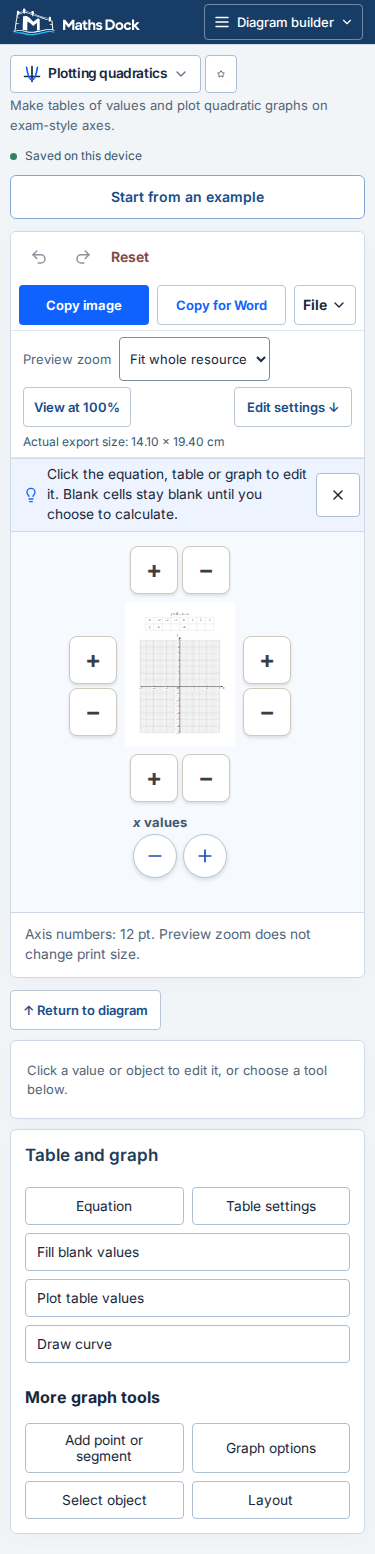 Maths Dock
Diagram builder
Plotting quadratics
Make tables of values and plot quadratic graphs on
exam-style axes.
Saved on this device
Start from an example
Reset
Copy image
Copy for Word
File
Preview zoom
Fit whole resource
View at 100%
Edit settings ↓
Actual export size: 14.10 × 19.40 cm
Click the equation, table or graph to edit
it. Blank cells stay blank until you
choose to calculate.
×
+ −
+ +
− −
+ −
x values
− +
Axis numbers: 12 pt. Preview zoom does not
change print size.
↑ Return to diagram
Click a value or object to edit it, or choose a tool
below.
Table and graph
Equation
Table settings
Fill blank values
Plot table values
Draw curve
More graph tools
Add point or
segment
Graph options
Select object
Layout